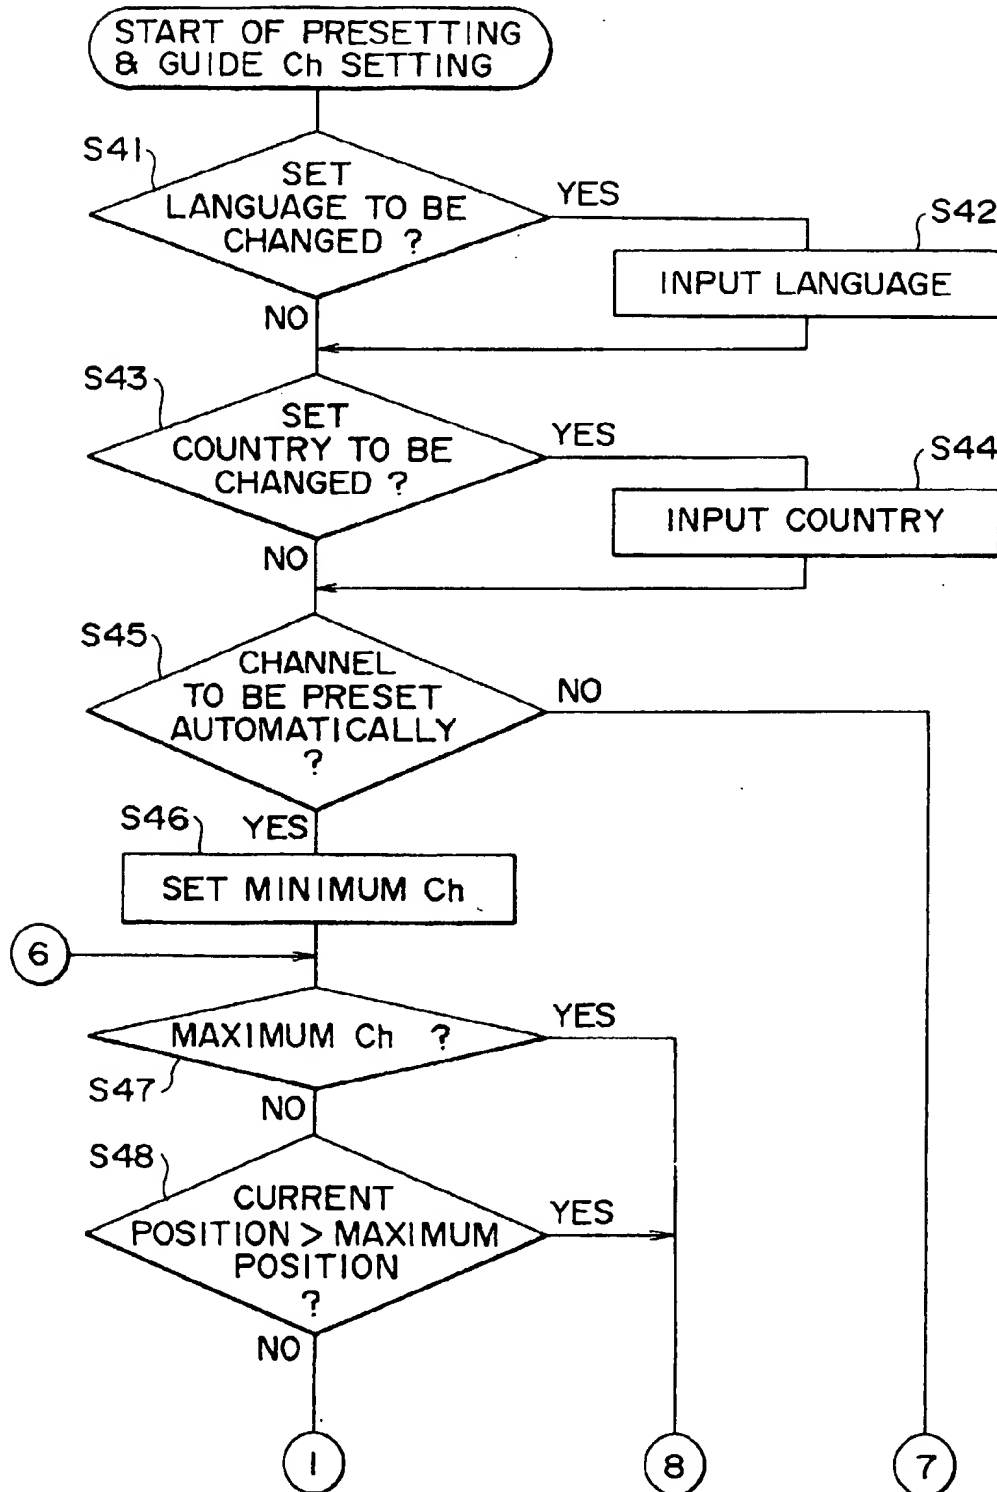 START OF PRESETTING
& GUIDE Ch SETTING
S41
SET
LANGUAGE TO BE
CHANGED ?
YES
S42
INPUT LANGUAGE
NO
S43
SET
COUNTRY TO BE
CHANGED ?
YES
S44
INPUT COUNTRY
NO
S45
CHANNEL
TO BE PRESET
AUTOMATICALLY
?
NO
YES
S46
SET MINIMUM Ch
6
MAXIMUM Ch ?
YES
S47
NO
S48
CURRENT
POSITION > MAXIMUM
POSITION
?
YES
NO
1
8
7